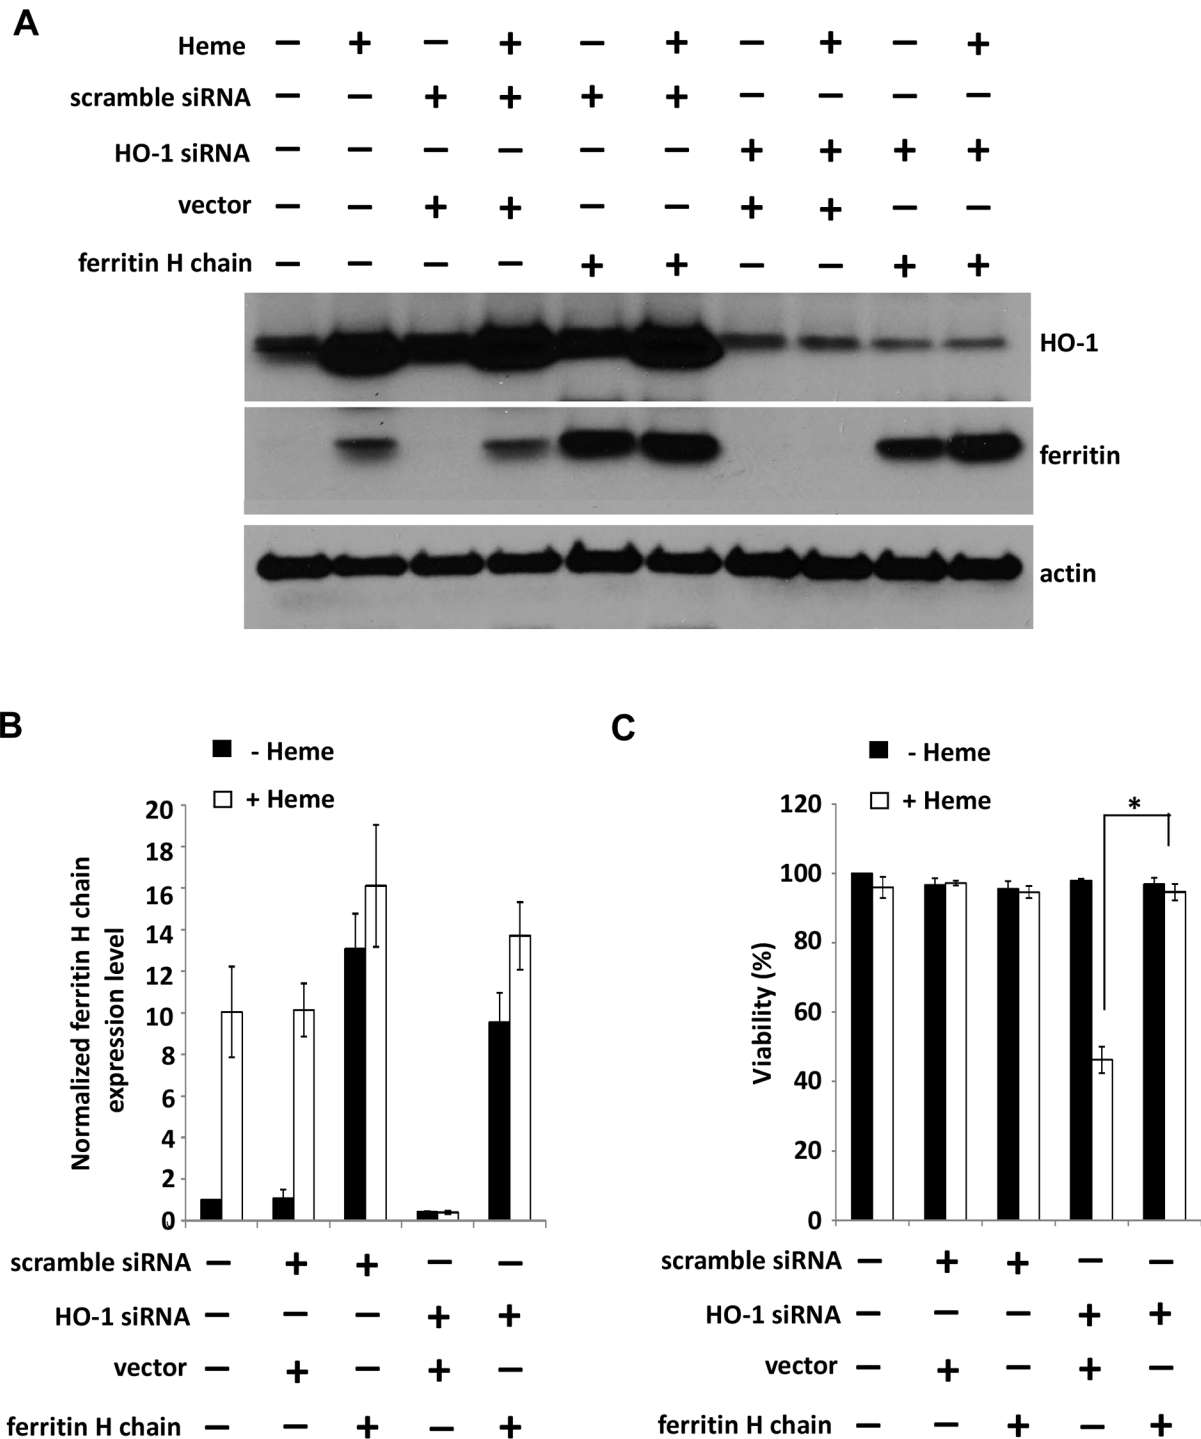 A
Heme − + − + − + − + − +
scramble siRNA − − + + + + − − − −
HO-1 siRNA − − − − − − + + + +
vector − − + + − − + + − −
ferritin H chain − − − − + + − − + +
HO-1
ferritin
actin
B
- Heme
+ Heme
Normalized ferritin H chain
expression level
20
18
16
14
12
10
8
6
4
2
0
scramble siRNA − + + − −
HO-1 siRNA − − − + +
vector − + − + −
ferritin H chain − − + − +
C
- Heme
+ Heme
*
Viability (%)
120
100
80
60
40
20
0
scramble siRNA − + + − −
HO-1 siRNA − − − + +
vector − + − + −
ferritin H chain − − + − +